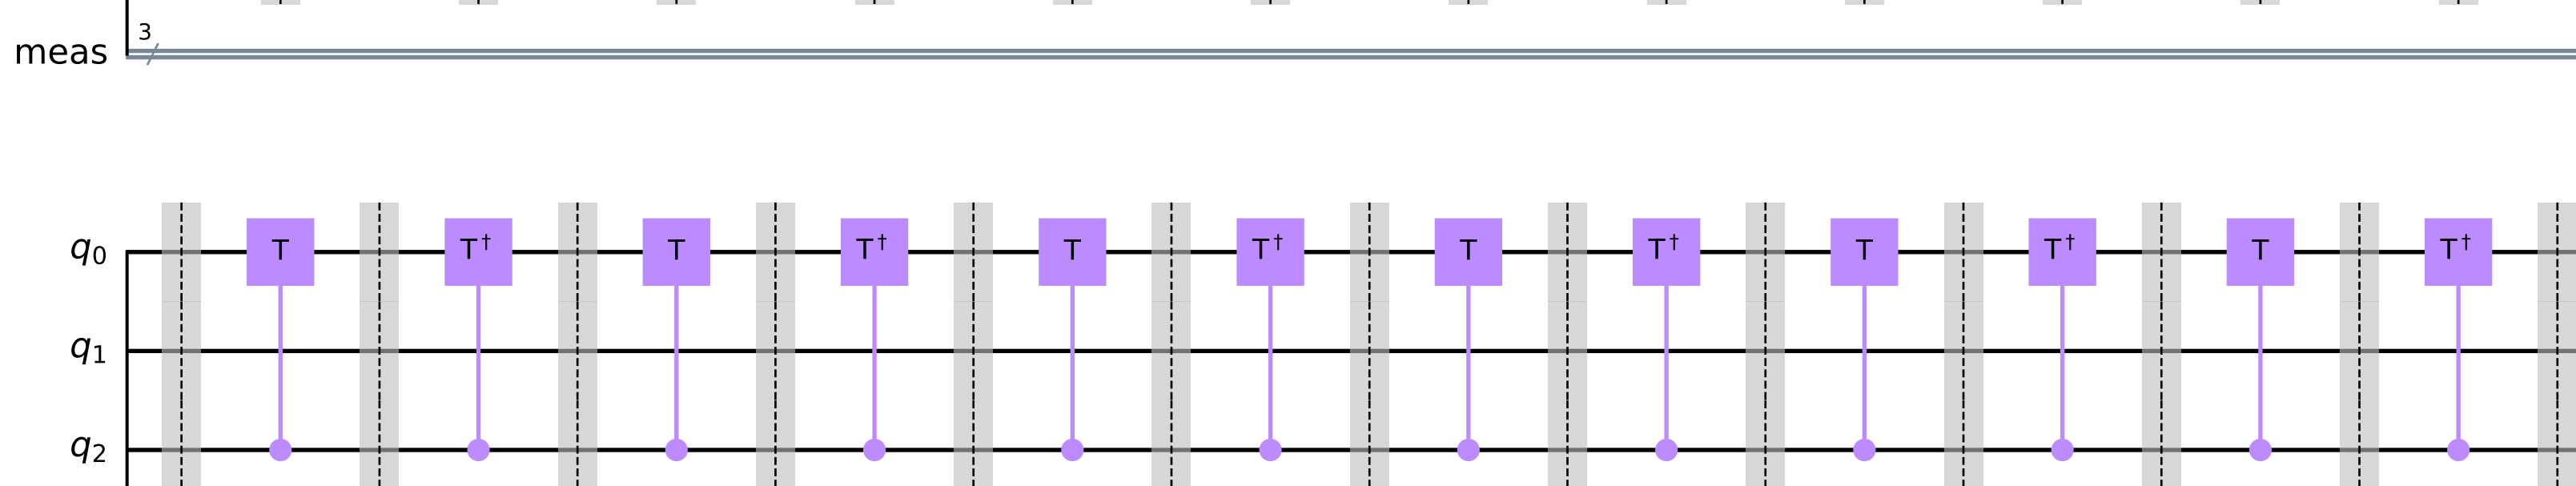 3
meas
T T† T T† T T† T T† T T† T T†
q0
q1
q2